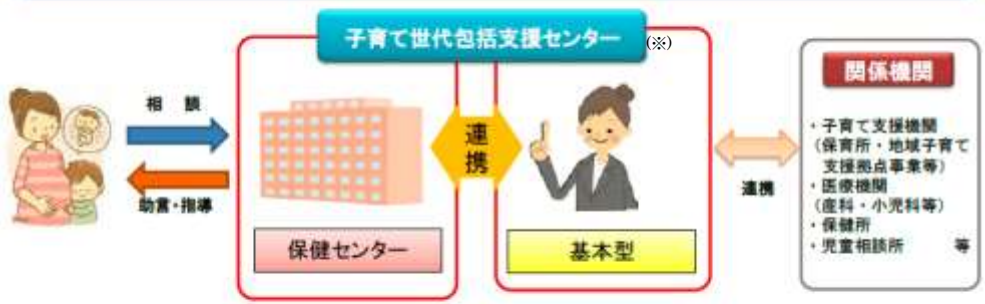 子育て世代包括支援センター(※)
相　談
助言・指導
連携
保健センター
基本型
連携
関係機関
・子育て支援機関
(保育所・地域子育て
支援拠点事業等)
・医療機関
(産科・小児科等)
・保健所
・児童相談所　　等